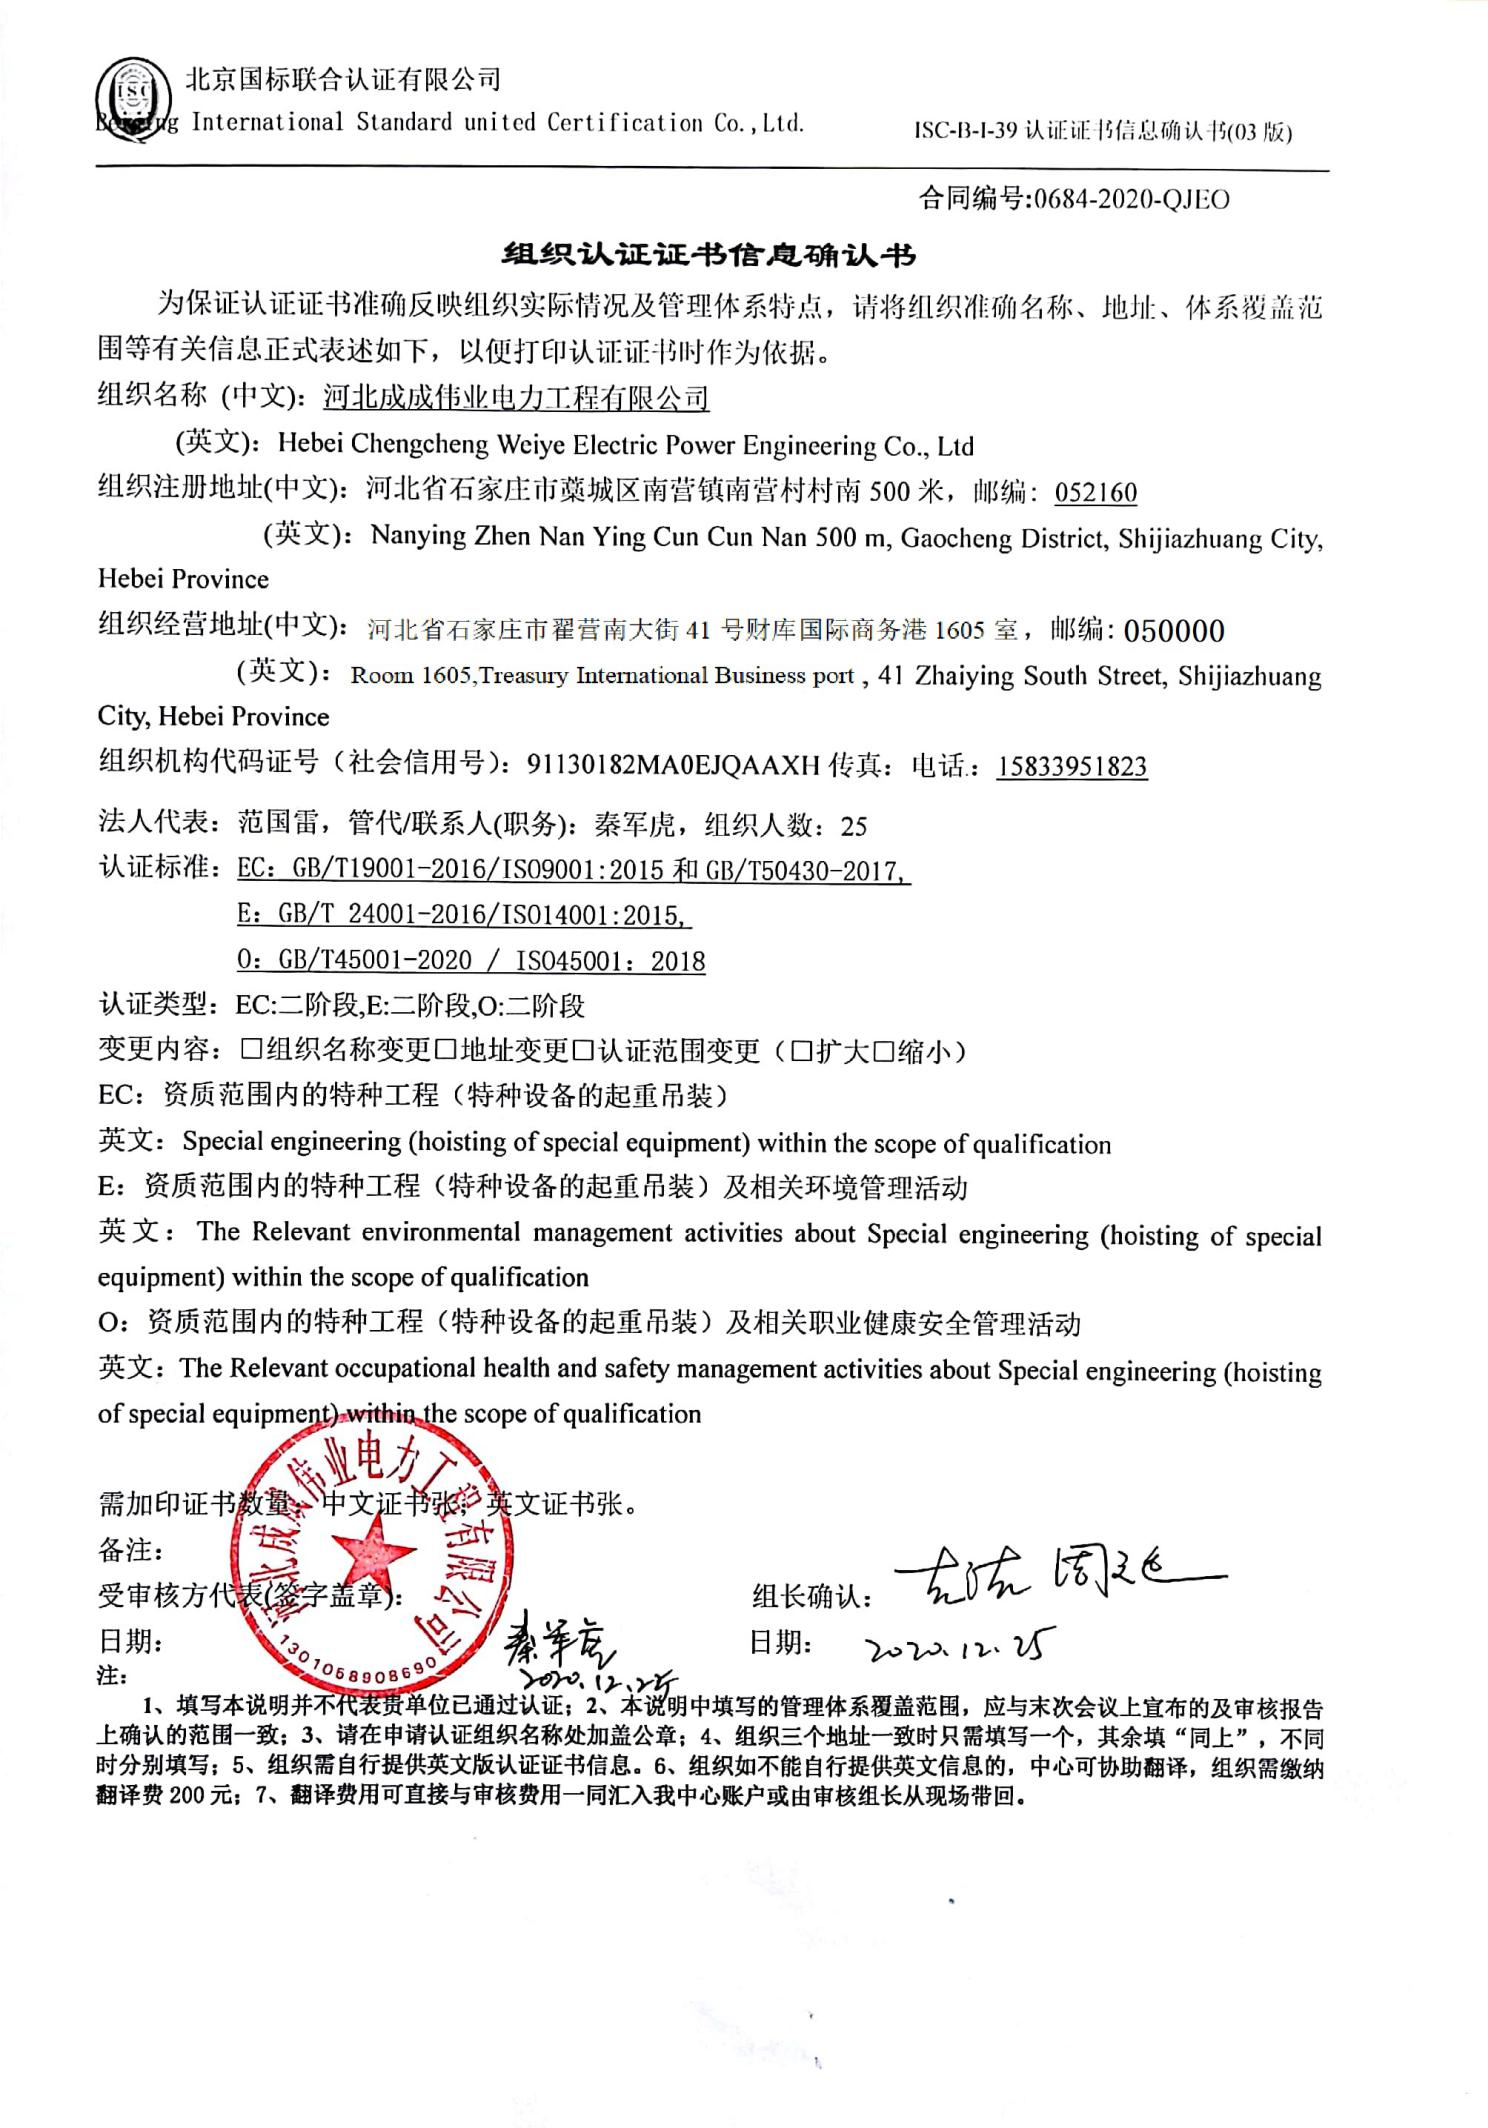 北京国标联合认证有限公司
International Standard united Certification Co.,Ltd.
ISC-B-I-39 认证证书信息确认书(03 版)
合同编号:0684-2020-QJEO
组织认证证书信息确认书
为保证认证证书准确反映组织实际情况及管理体系特点，请将组织准确名称、地址、体系覆盖范
围等有关信息正式表述如下，以便打印认证证书时作为依据。
组织名称 (中文)：河北成成伟业电力工程有限公司
(英文)：Hebei Chengcheng Weiye Electric Power Engineering Co., Ltd
组织注册地址(中文)：河北省石家庄市藁城区南营镇南营村村南 500 米，邮编：052160
(英文)：Nanying Zhen Nan Ying Cun Cun Nan 500 m, Gaocheng District, Shijiazhuang City,
Hebei Province
组织经营地址(中文)：河北省石家庄市翟营南大街 41 号财库国际商务港 1605 室，邮编: 050000
(英文)：Room 1605,Treasury International Business port , 41 Zhaiying South Street, Shijiazhuang
City, Hebei Province
组织机构代码证号（社会信用号)：91130182MA0EJQAAXH 传真：电话.：15833951823
法人代表：范国雷，管代/联系人(职务)：秦军虎，组织人数：25
认证标准：EC：GB/T19001-2016/ISO9001:2015 和 GB/T50430-2017,
E：GB/T 24001-2016/ISO14001:2015,
O：GB/T45001-2020 / ISO45001：2018
认证类型：EC:二阶段,E:二阶段,O:二阶段
变更内容：□组织名称变更□地址变更□认证范围变更（□扩大□缩小）
EC：资质范围内的特种工程（特种设备的起重吊装）
英文：Special engineering (hoisting of special equipment) within the scope of qualification
E：资质范围内的特种工程（特种设备的起重吊装）及相关环境管理活动
英文：The Relevant environmental management activities about Special engineering (hoisting of special
equipment) within the scope of qualification
O：资质范围内的特种工程（特种设备的起重吊装）及相关职业健康安全管理活动
英文：The Relevant occupational health and safety management activities about Special engineering (hoisting
of special equipment) within the scope of qualification
需加印证书数量：中文证书张；英文证书张。
备注：
受审核方代表(签字盖章)：
组长确认：
日期：
秦军虎
2020.12.25
日期：
2020.12.25
河北成成伟业电力工程有限公司
1301058908690
注：
1、填写本说明并不代表贵单位已通过认证；2、本说明中填写的管理体系覆盖范围，应与末次会议上宣布的及审核报告
上确认的范围一致；3、请在申请认证组织名称处加盖公章；4、组织三个地址一致时只需填写一个，其余填“同上”，不同
时分别填写；5、组织需自行提供英文版认证证书信息。6、组织如不能自行提供英文信息的，中心可协助翻译，组织需缴纳
翻译费 200 元；7、翻译费用可直接与审核费用一同汇入我中心账户或由审核组长从现场带回。